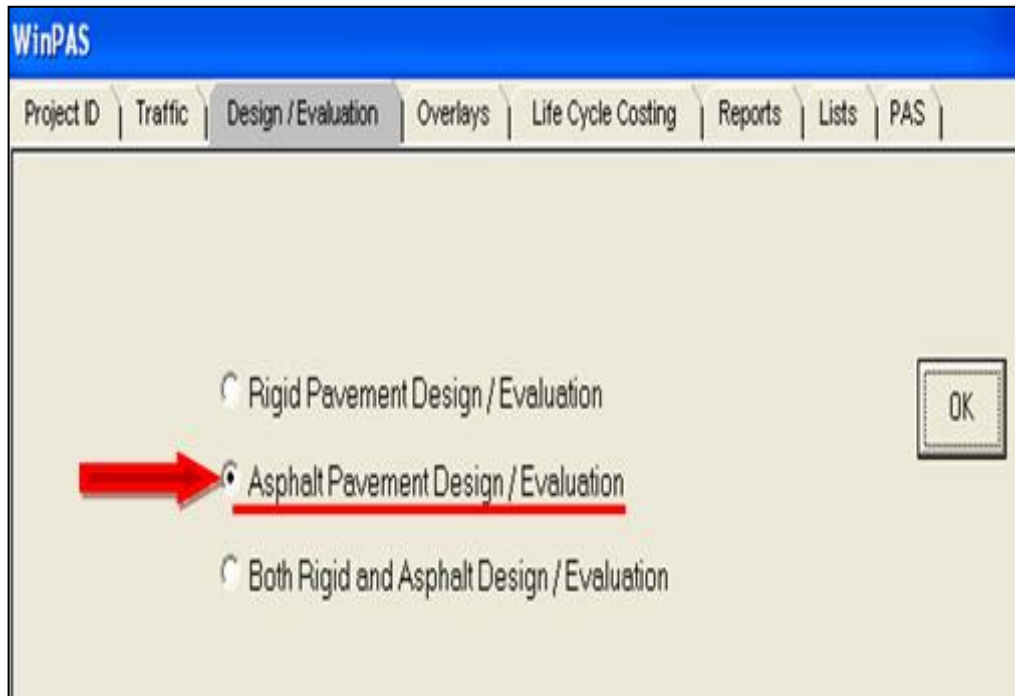 WinPAS
Project ID Traffic Design / Evaluation Overlays Life Cycle Costing Reports Lists PAS
Rigid Pavement Design / Evaluation
OK
Asphalt Pavement Design / Evaluation
Both Rigid and Asphalt Design / Evaluation